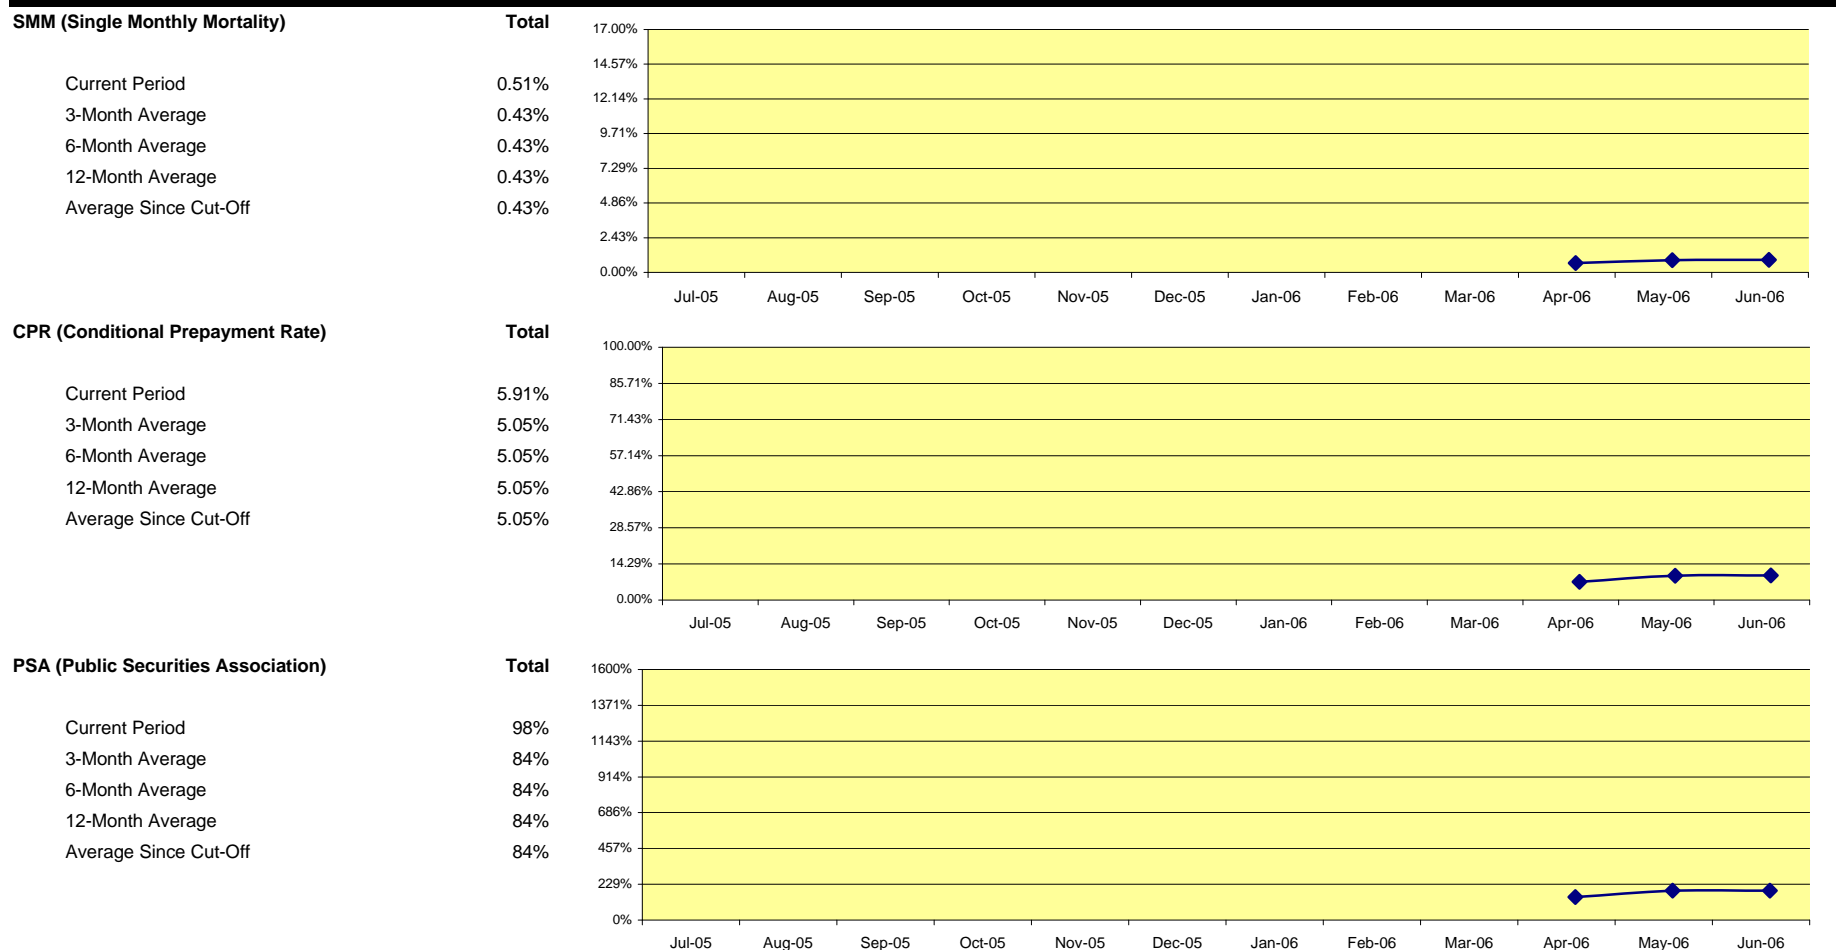 SMM (Single Monthly Mortality) Total
Current Period 0.51%
3-Month Average 0.43%
6-Month Average 0.43%
12-Month Average 0.43%
Average Since Cut-Off 0.43%
17.00%
14.57%
12.14%
9.71%
7.29%
4.86%
2.43%
0.00%
Jul-05 Aug-05 Sep-05 Oct-05 Nov-05 Dec-05 Jan-06 Feb-06 Mar-06 Apr-06 May-06 Jun-06
CPR (Conditional Prepayment Rate) Total
Current Period 5.91%
3-Month Average 5.05%
6-Month Average 5.05%
12-Month Average 5.05%
Average Since Cut-Off 5.05%
100.00%
85.71%
71.43%
57.14%
42.86%
28.57%
14.29%
0.00%
Jul-05 Aug-05 Sep-05 Oct-05 Nov-05 Dec-05 Jan-06 Feb-06 Mar-06 Apr-06 May-06 Jun-06
PSA (Public Securities Association) Total
Current Period 98%
3-Month Average 84%
6-Month Average 84%
12-Month Average 84%
Average Since Cut-Off 84%
1600%
1371%
1143%
914%
686%
457%
229%
0%
Jul-05 Aug-05 Sep-05 Oct-05 Nov-05 Dec-05 Jan-06 Feb-06 Mar-06 Apr-06 May-06 Jun-06